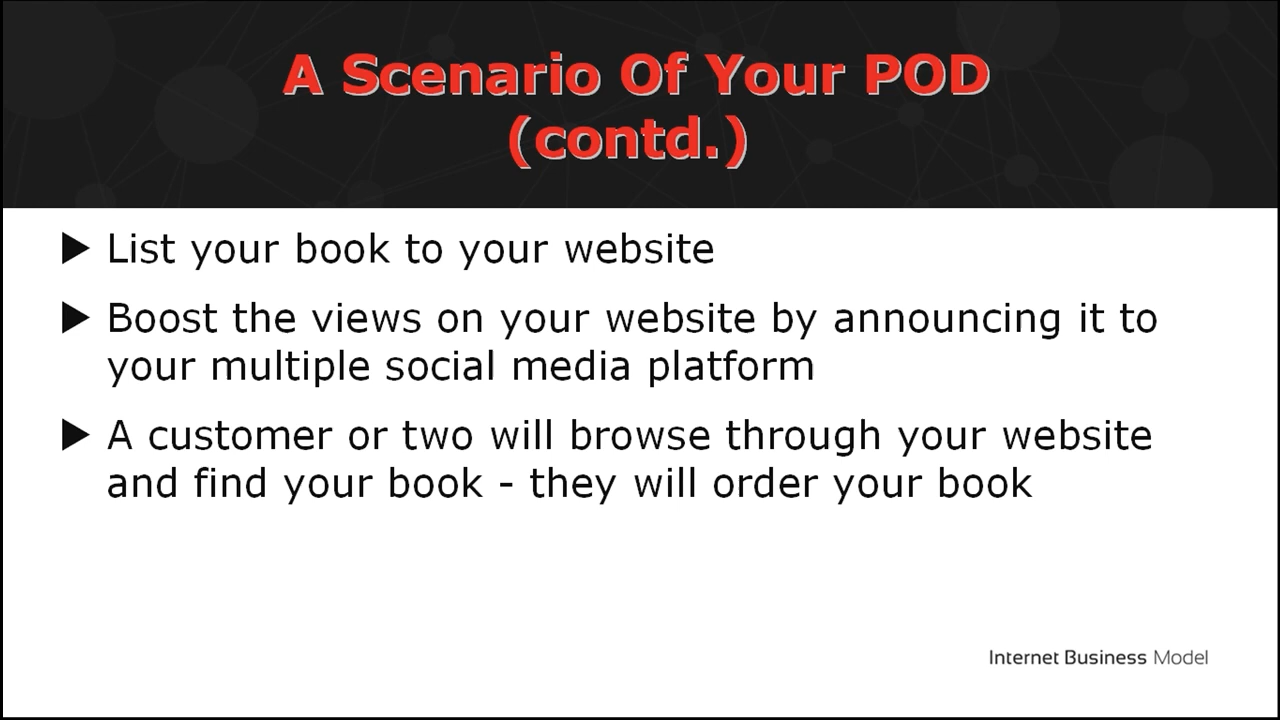 A Scenario Of Your POD
(contd.)
List your book to your website
Boost the views on your website by announcing it to
your multiple social media platform
A customer or two will browse through your website
and find your book - they will order your book
Internet Business Model